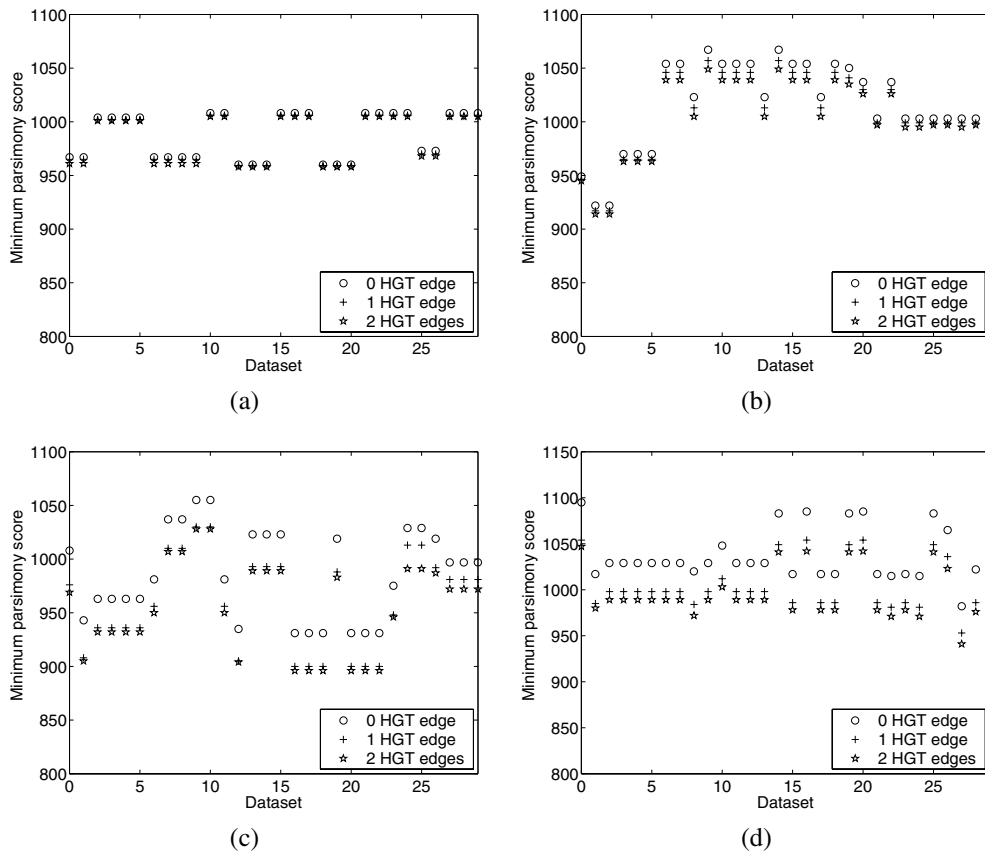 1100
1050
1000
950
900
850
800
Minimum parsimony score
0 5 10 15 20 25
Dataset
0 HGT edge
1 HGT edge
2 HGT edges
(a)
1100
1050
1000
950
900
850
800
Minimum parsimony score
0 5 10 15 20 25
Dataset
0 HGT edge
1 HGT edge
2 HGT edges
(b)
1100
1050
1000
950
900
850
800
Minimum parsimony score
0 5 10 15 20 25
Dataset
0 HGT edge
1 HGT edge
2 HGT edges
(c)
1150
1100
1050
1000
950
900
850
800
Minimum parsimony score
0 5 10 15 20 25
Dataset
0 HGT edge
1 HGT edge
2 HGT edges
(d)